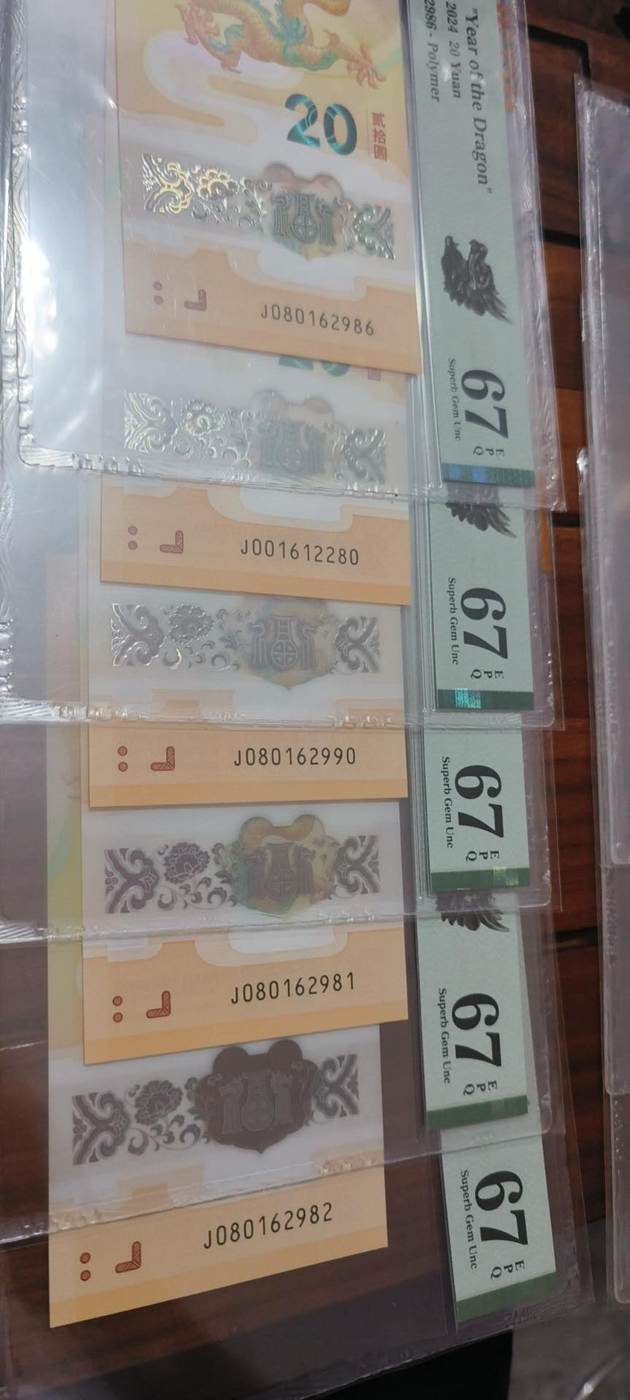 "Year of the Dragon"
2024 20 Yuan
2986 - Polymer
20
贰拾圆
福
J080162986
67
EPQ
Superb Gem Unc
J001612280
67
EPQ
Superb Gem Unc
J080162990
67
EPQ
Superb Gem Unc
J080162981
67
EPQ
Superb Gem Unc
J080162982
67
EPQ
Superb Gem Unc